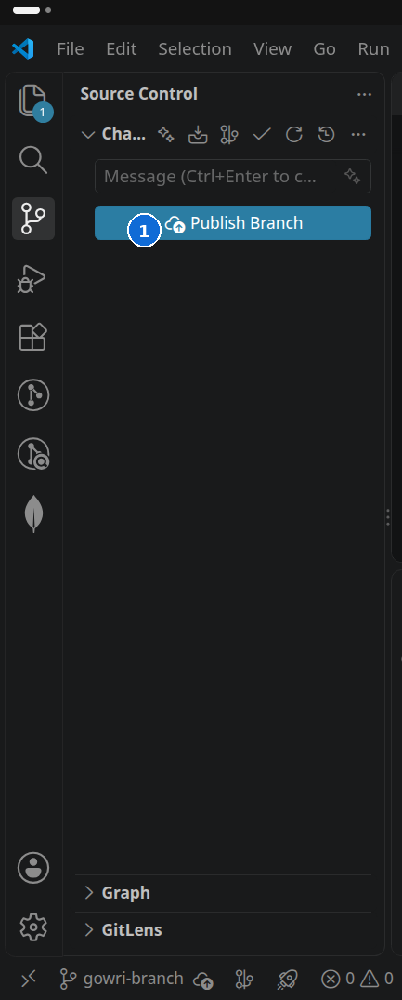 File Edit Selection View Go Run
Source Control
1
Cha...
Message (Ctrl+Enter to c...
1 Publish Branch
Graph
GitLens
gowri-branch 0 0